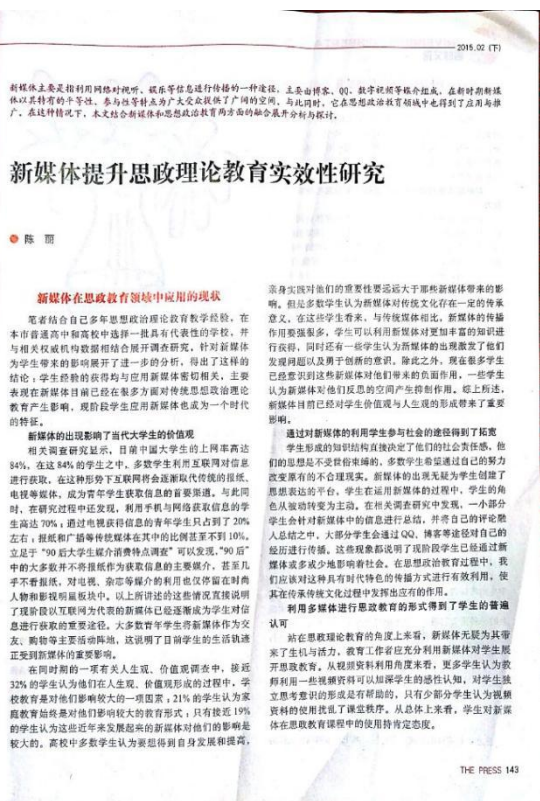 2015.02 (下)
新媒体主要是指利用网络对视听、娱乐等信息进行传播的一种途径，主要由博客、QQ、数字视频等媒介组成，在新时期新媒
体以其特有的平等性、参与性等特点为广大受众提供了广阔的空间，与此同时，它在思想政治教育领域中也得到了应用与推
广。在这种情况下，本文结合新媒体和思想政治教育两方面的融合展开分析与探讨。
新媒体提升思政理论教育实效性研究
陈 丽
新媒体在思政教育领域中应用的现状
笔者结合自己多年思想政治理论教育教学经验，在
本市普通高中和高校中选择一批具有代表性的学校，并
与相关权威机构数据相结合展开调查研究，针对新媒体
为学生带来的影响展开了进一步的分析，得出了这样的
结论：学生经验的获得均与应用新媒体密切相关，主要
表现在新媒体目前已经在很多方面对传统思想政治理论
教育产生影响，现阶段学生应用新媒体也成为一个时代
的特征。
新媒体的出现影响了当代大学生的价值观
相关调查研究显示，目前中国大学生的上网率高达
84%，在这 84% 的学生之中，多数学生利用互联网对信息
进行获取，在这种形势下互联网将会逐渐取代传统的报纸、
电视等媒体，成为青年学生获取信息的首要渠道。与此同
时，在研究过程中还发现，利用手机与网络获取信息的学
生高达 70%；通过电视获得信息的青年学生只占到了 20%
左右；报纸和广播等传统媒体在其中的比例甚至不到 10%。
立足于“90 后大学生媒介消费特点调查”可以发现，“90 后”
中的大多数并不将报纸作为获取信息的主要媒介，甚至几
乎不看报纸，对电视、杂志等媒介的利用也仅停留在时尚
人物和影视明星板块中。以上所讲述的这些情况直接说明
了现阶段以互联网为代表的新媒体已经逐渐成为学生对信
息进行获取的重要途径。大多数青年学生将新媒体作为交
友、购物等主要活动阵地，这说明了目前学生的生活轨迹
正受到新媒体的重要影响。
在同时期的一项有关人生观、价值观调查中，接近
32% 的学生认为他们在人生观、价值观形成的过程中，学
校教育是对他们影响较大的一项因素；21% 的学生认为家
庭教育始终是对他们影响较大的教育形式；只有接近 19%
的学生认为这些近年来发展起来的新媒体对他们的影响是
较大的。高校中多数学生认为要想得到自身发展和提高，
亲身实践对他们的重要性要远远大于那些新媒体带来的影
响。但是多数学生认为新媒体对传统文化存在一定的传承
意义，在这些学生看来，与传统媒体相比，新媒体的传播
作用要强很多，学生可以利用新媒体对更加丰富的知识进
行获得，同时还有一些学生认为新媒体的出现激发了他们
发现问题以及勇于创新的意识。除此之外，现在很多学生
已经意识到这些新媒体对他们带来的负面作用，一些学生
认为新媒体对他们反思的空间产生抑制作用。综上所述，
新媒体目前已经对学生价值观与人生观的形成带来了重要
影响。
通过对新媒体的利用学生参与社会的途径得到了拓宽
学生形成的知识结构直接决定了他们的社会责任感，他
们的思想是不受世俗束缚的，多数学生希望通过自己的努力
改变原有的不合理现实。新媒体的出现无疑为学生创建了
思想表达的平台，学生在运用新媒体的过程中，学生的角
色从被动转变为主动。在相关调查研究中发现，一小部分
学生会针对新媒体中的信息进行总结，并将自己的评论融
入总结之中，大部分学生会通过 QQ、博客等途径对自己的
经历进行传播。这些现象都说明了现阶段学生已经通过新
媒体或多或少地影响着社会。在思想政治教育过程中，我
们应该对这种具有时代特色的传播方式进行有效利用，使
其在传承传统文化过程中发挥出应有的作用。
利用多媒体进行思政教育的形式得到了学生的普遍
认可
站在思政理论教育的角度上来看，新媒体无疑为其带
来了生机与活力，教育工作者应充分利用新媒体对学生展
开思政教育。从视频资料利用角度来看，更多学生认为教
师利用一些视频资料可以加深学生的感性认知，对学生独
立思考意识的形成是有帮助的，只有少部分学生认为视频
资料的使用扰乱了课堂秩序。从总体上来看，学生对新媒
体在思政教育课程中的使用持肯定态度。
THE PRESS 143